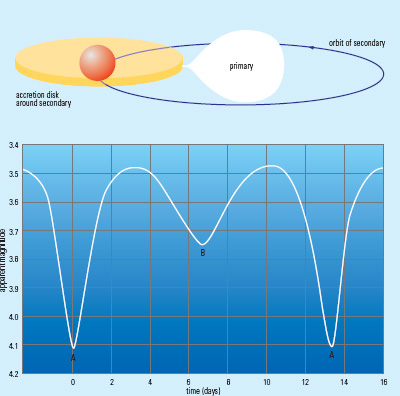 orbit of secondary
primary
accretion disk
around secondary
3.4
3.5
3.6
3.7
3.8
3.9
4.0
4.1
4.2
apparent magnitude
B
A
A
0 2 4 6 8 10 12 14 16
time (days)